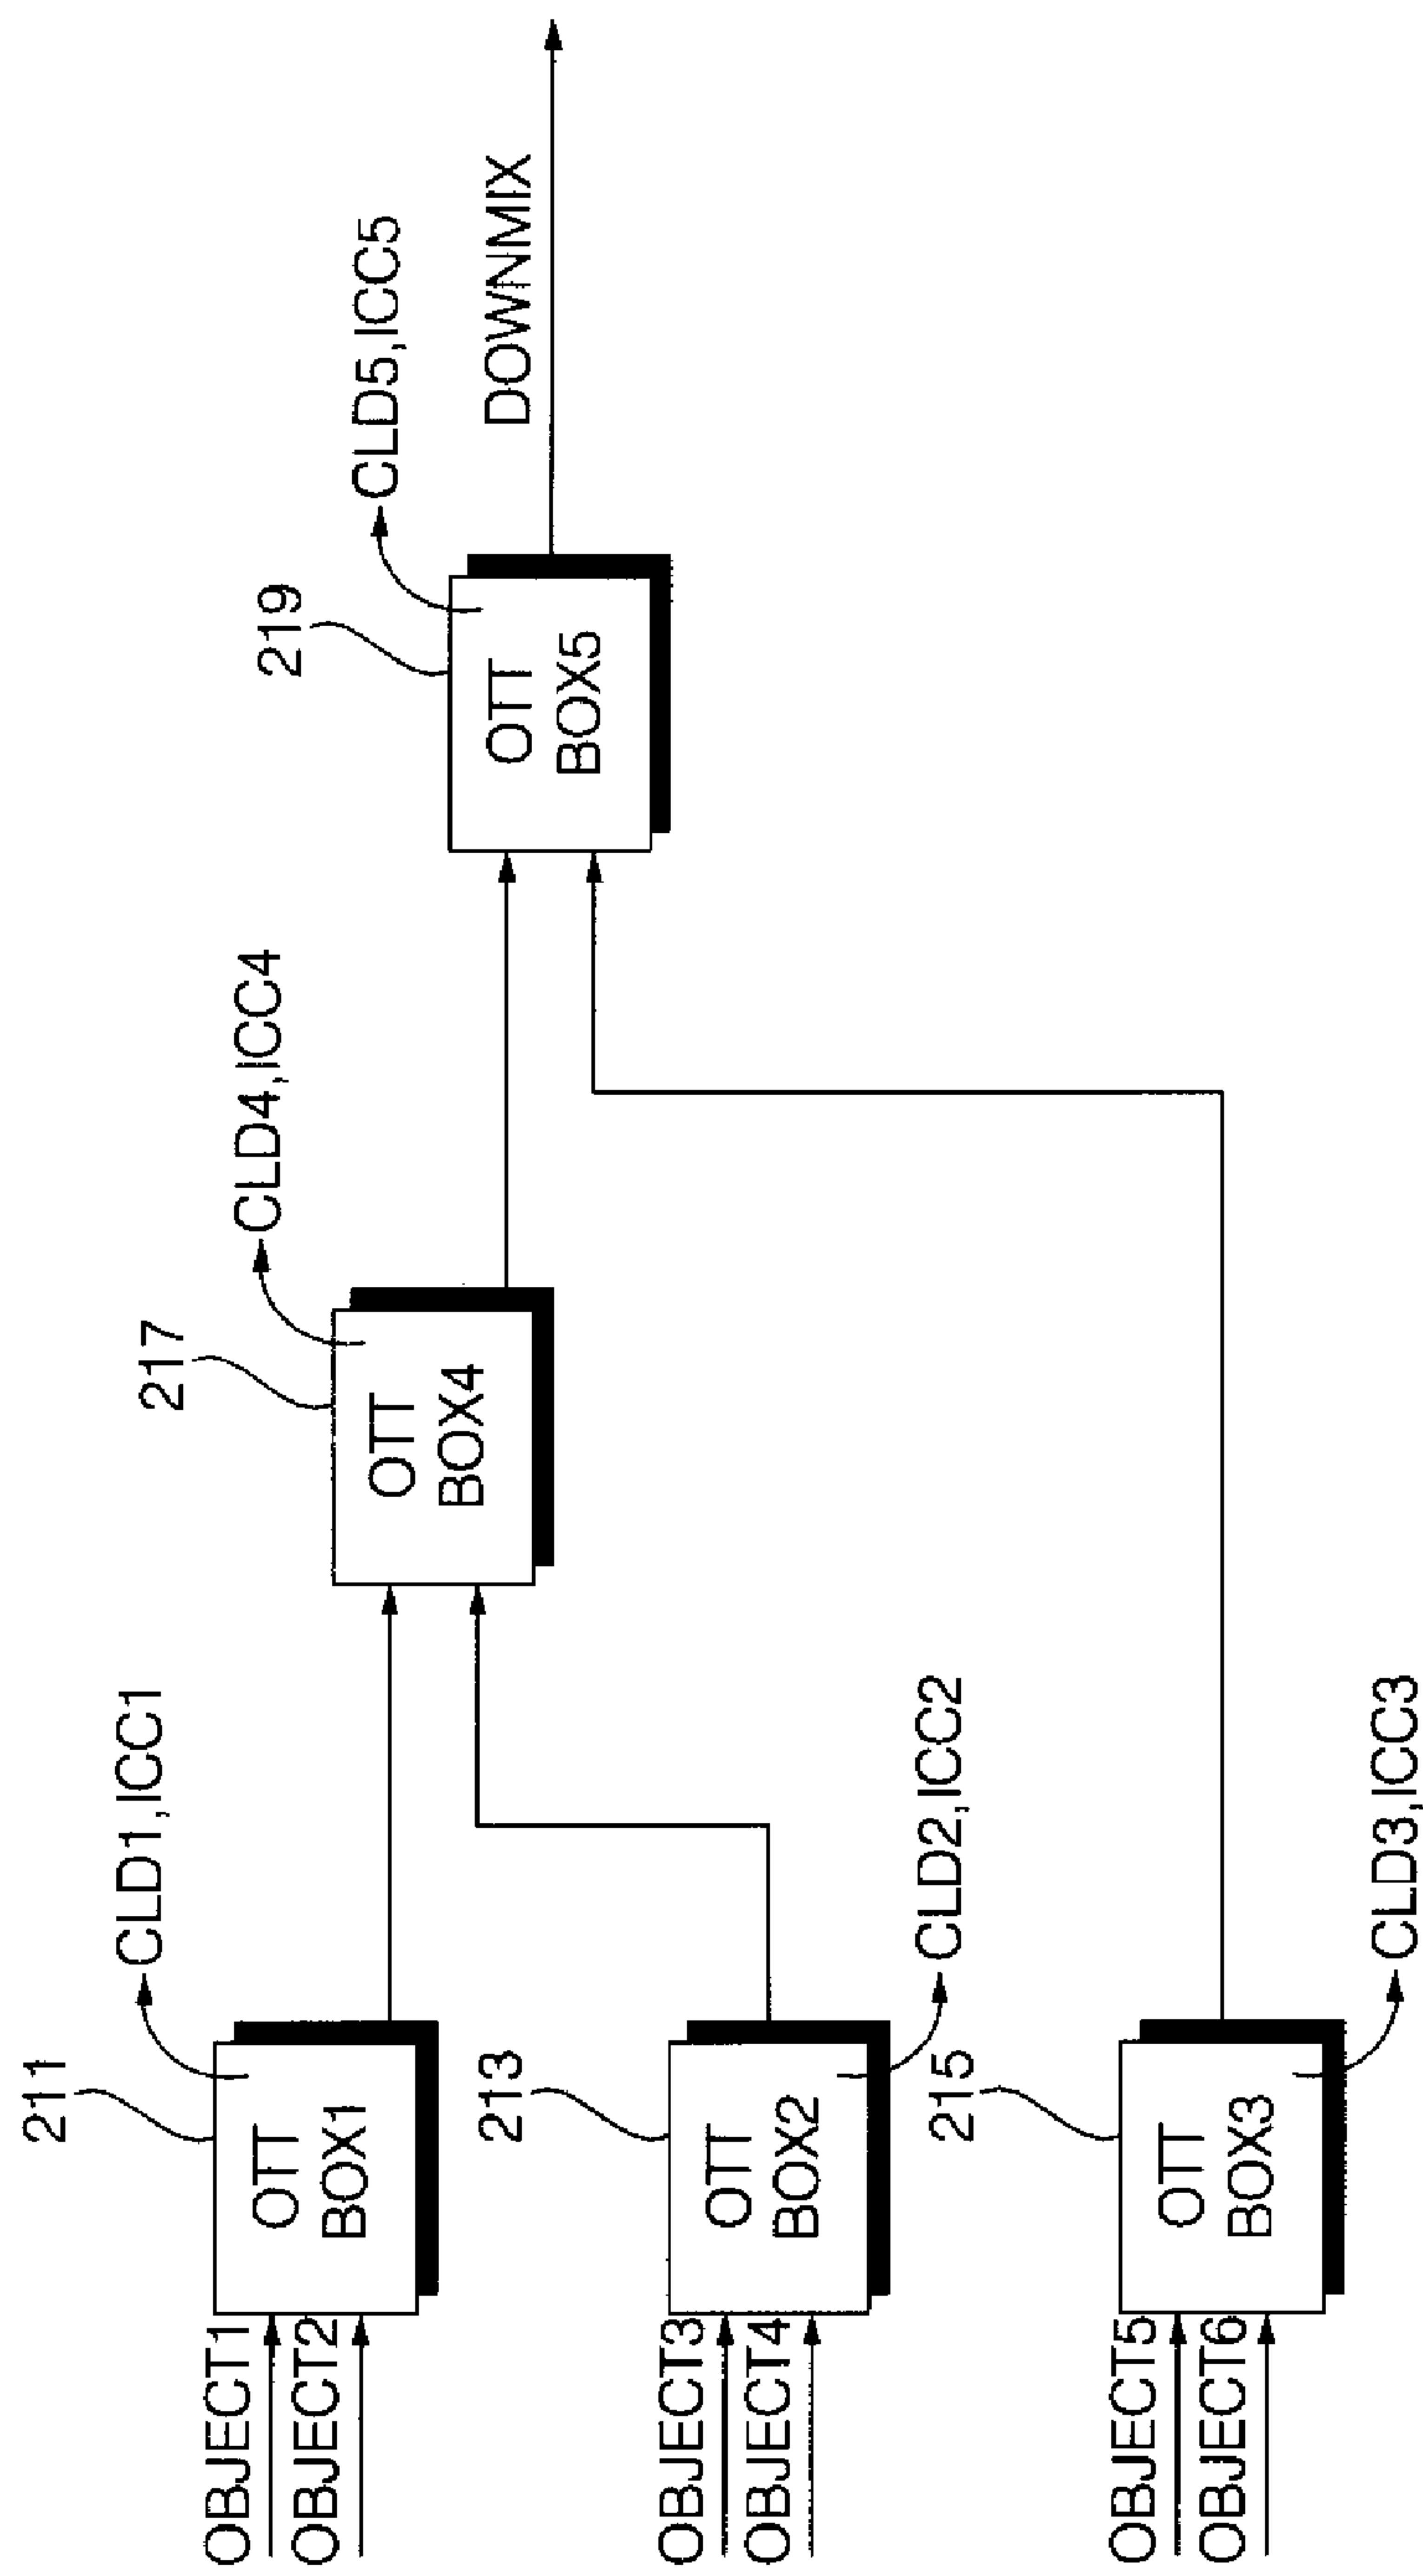 211
CLD1,ICC1
OBJECT1
OBJECT2
OTT
BOX1
217
CLD4,ICC4
OTT
BOX4
219
CLD5,ICC5
OTT
BOX5
DOWNMIX
213
OBJECT3
OBJECT4
OTT
BOX2
CLD2,ICC2
215
OBJECT5
OBJECT6
OTT
BOX3
CLD3,ICC3